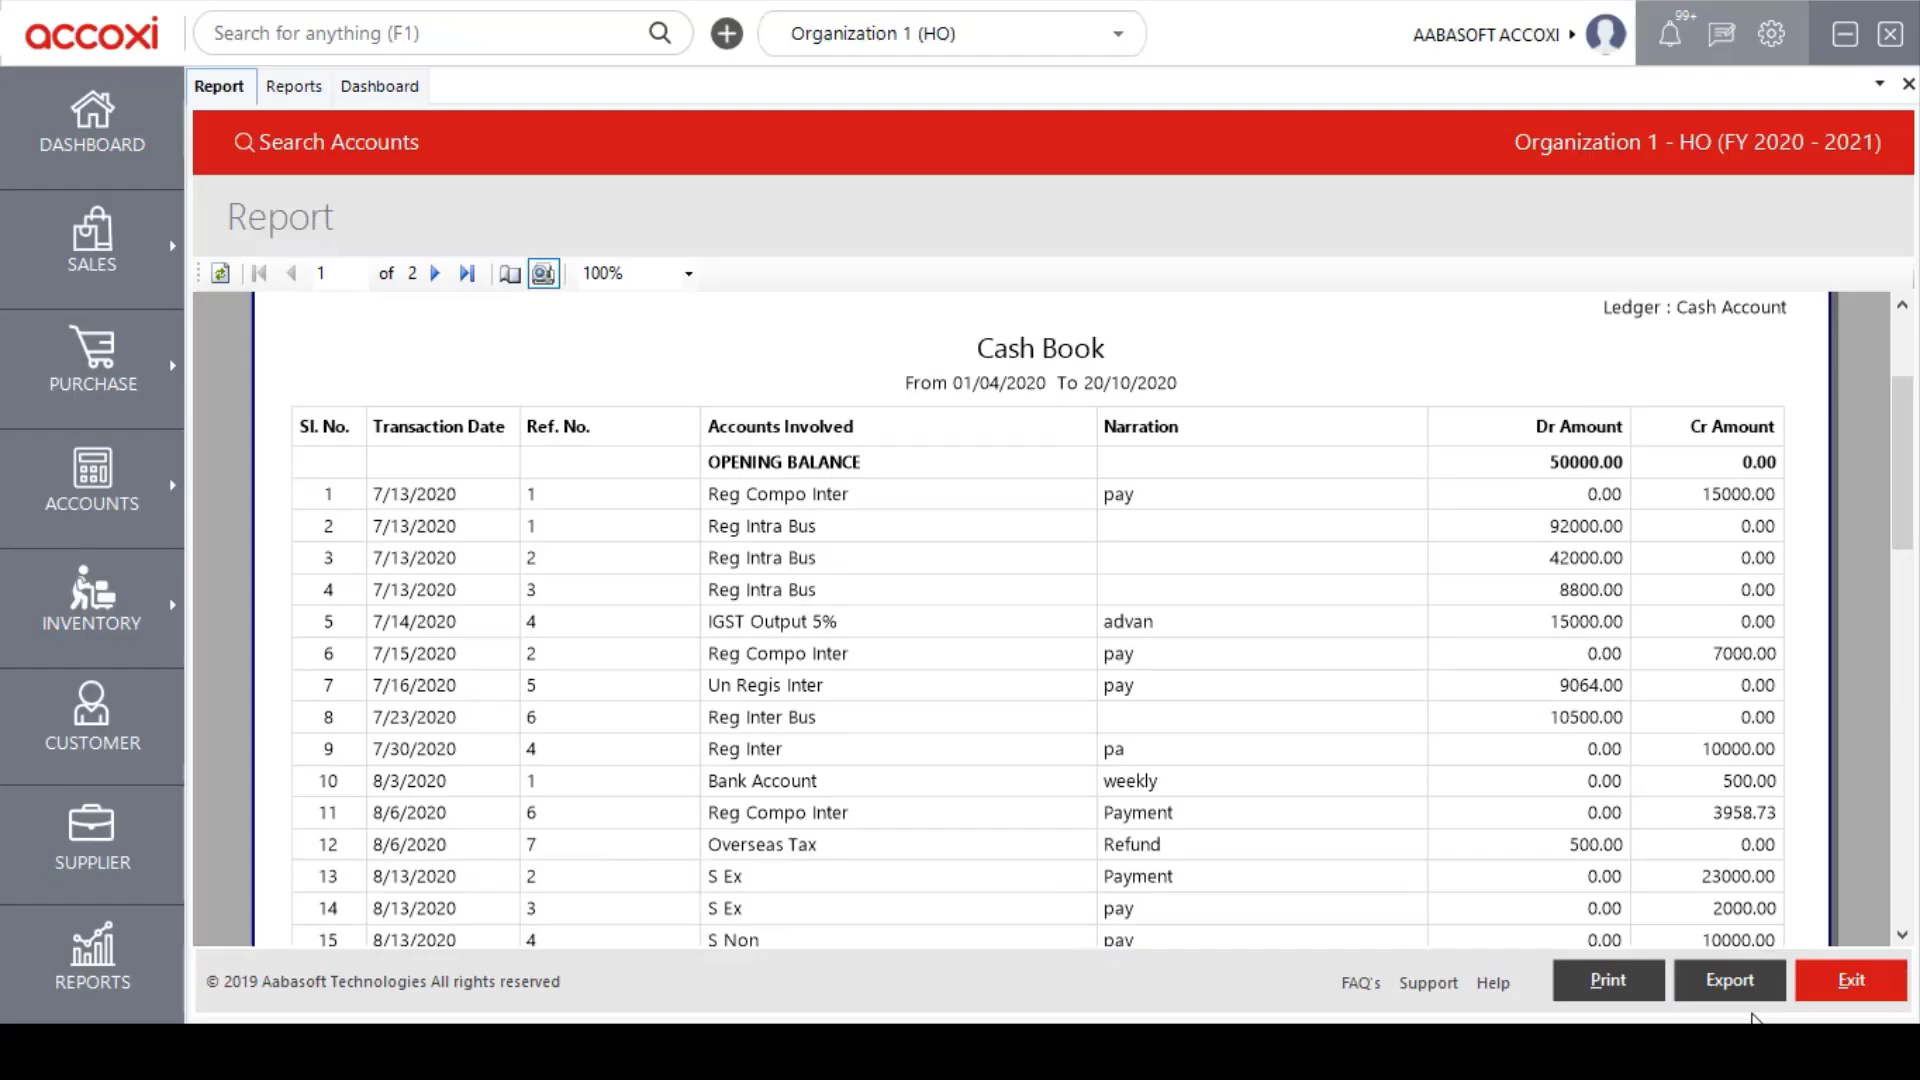 accoxi Search for anything (F1) Organization 1 (HO) AABASOFT ACCOXI 99+
Report Reports Dashboard
DASHBOARD
SALES
PURCHASE
ACCOUNTS
INVENTORY
CUSTOMER
SUPPLIER
REPORTS
Search Accounts Organization 1 - HO (FY 2020 - 2021)
Report
1 of 2 100%
Ledger : Cash Account
Cash Book
From 01/04/2020 To 20/10/2020
Sl. No. Transaction Date Ref. No. Accounts Involved Narration Dr Amount Cr Amount
OPENING BALANCE 50000.00 0.00
1 7/13/2020 1 Reg Compo Inter pay 0.00 15000.00
2 7/13/2020 1 Reg Intra Bus 92000.00 0.00
3 7/13/2020 2 Reg Intra Bus 42000.00 0.00
4 7/13/2020 3 Reg Intra Bus 8800.00 0.00
5 7/14/2020 4 IGST Output 5% advan 15000.00 0.00
6 7/15/2020 2 Reg Compo Inter pay 0.00 7000.00
7 7/16/2020 5 Un Regis Inter pay 9064.00 0.00
8 7/23/2020 6 Reg Inter Bus 10500.00 0.00
9 7/30/2020 4 Reg Inter pa 0.00 10000.00
10 8/3/2020 1 Bank Account weekly 0.00 500.00
11 8/6/2020 6 Reg Compo Inter Payment 0.00 3958.73
12 8/6/2020 7 Overseas Tax Refund 500.00 0.00
13 8/13/2020 2 S Ex Payment 0.00 23000.00
14 8/13/2020 3 S Ex pay 0.00 2000.00
15 8/13/2020 4 S Non pay 0.00 10000.00
© 2019 Aabasoft Technologies All rights reserved FAQ's Support Help Print Export Exit